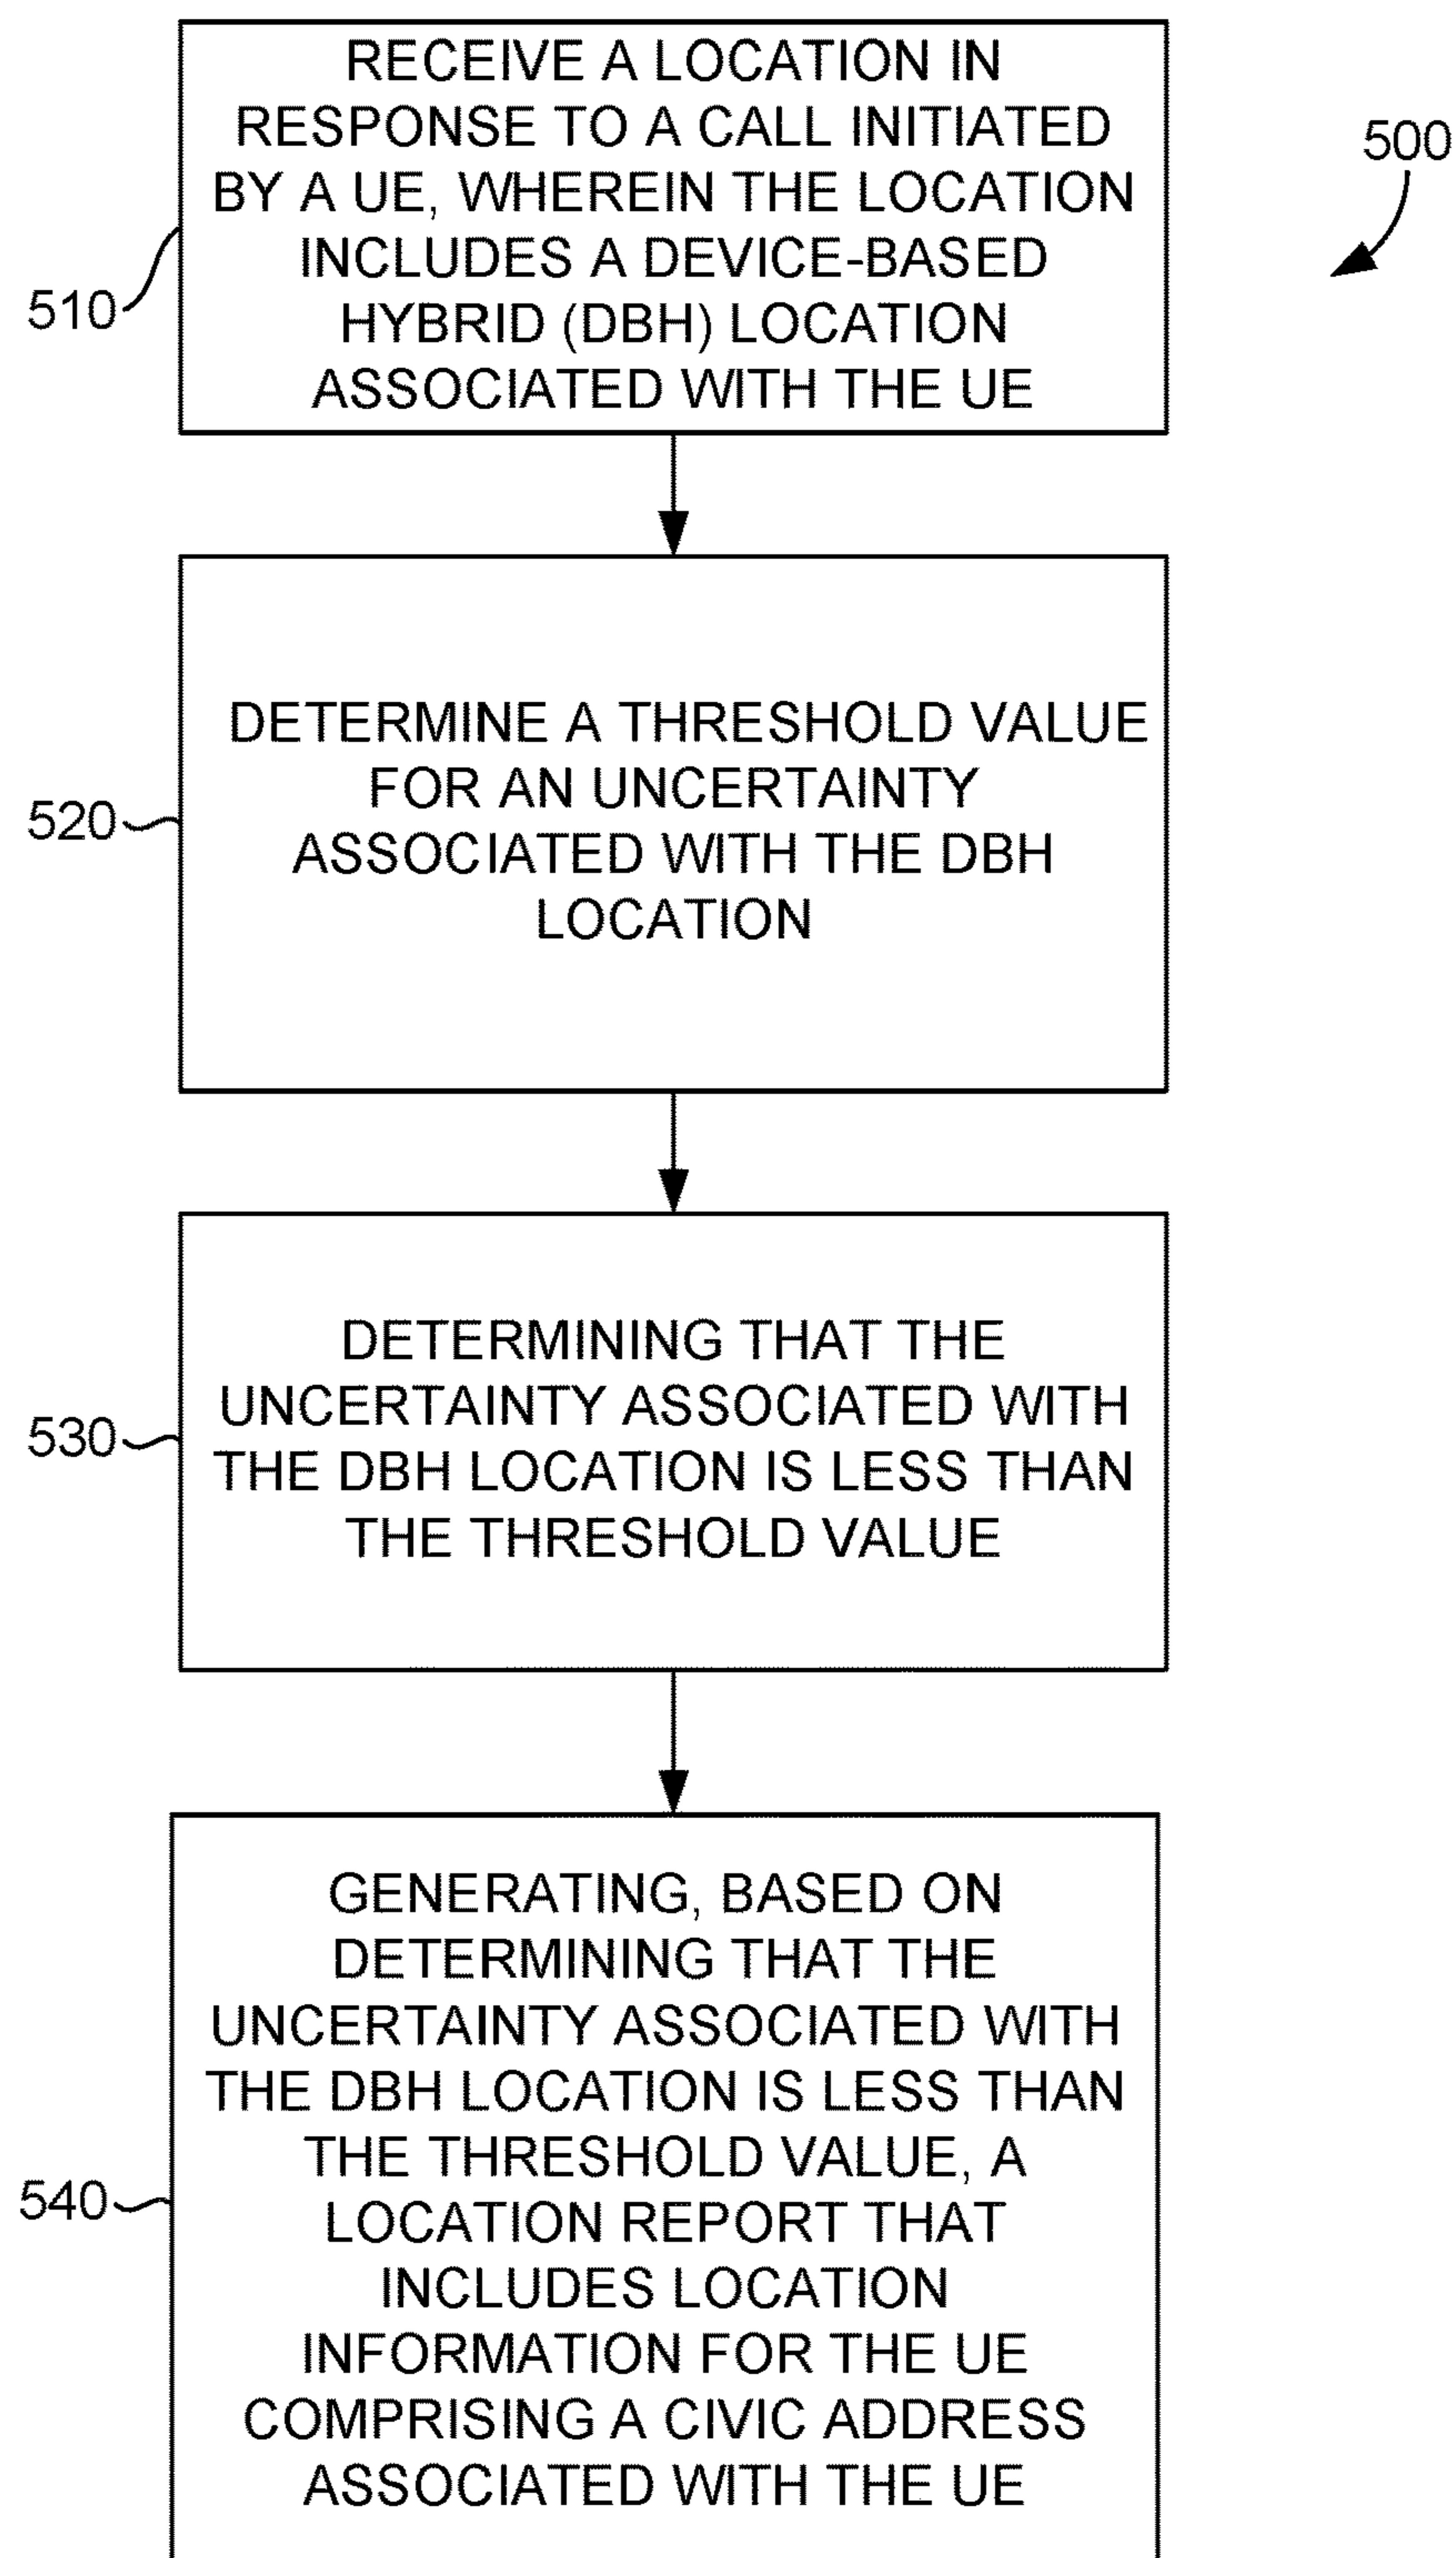 RECEIVE A LOCATION IN
RESPONSE TO A CALL INITIATED
BY A UE, WHEREIN THE LOCATION
INCLUDES A DEVICE-BASED
HYBRID (DBH) LOCATION
ASSOCIATED WITH THE UE
500
510
DETERMINE A THRESHOLD VALUE
FOR AN UNCERTAINTY
ASSOCIATED WITH THE DBH
LOCATION
520
DETERMINING THAT THE
UNCERTAINTY ASSOCIATED WITH
THE DBH LOCATION IS LESS THAN
THE THRESHOLD VALUE
530
GENERATING, BASED ON
DETERMINING THAT THE
UNCERTAINTY ASSOCIATED WITH
THE DBH LOCATION IS LESS THAN
THE THRESHOLD VALUE, A
LOCATION REPORT THAT
INCLUDES LOCATION
INFORMATION FOR THE UE
COMPRISING A CIVIC ADDRESS
ASSOCIATED WITH THE UE
540